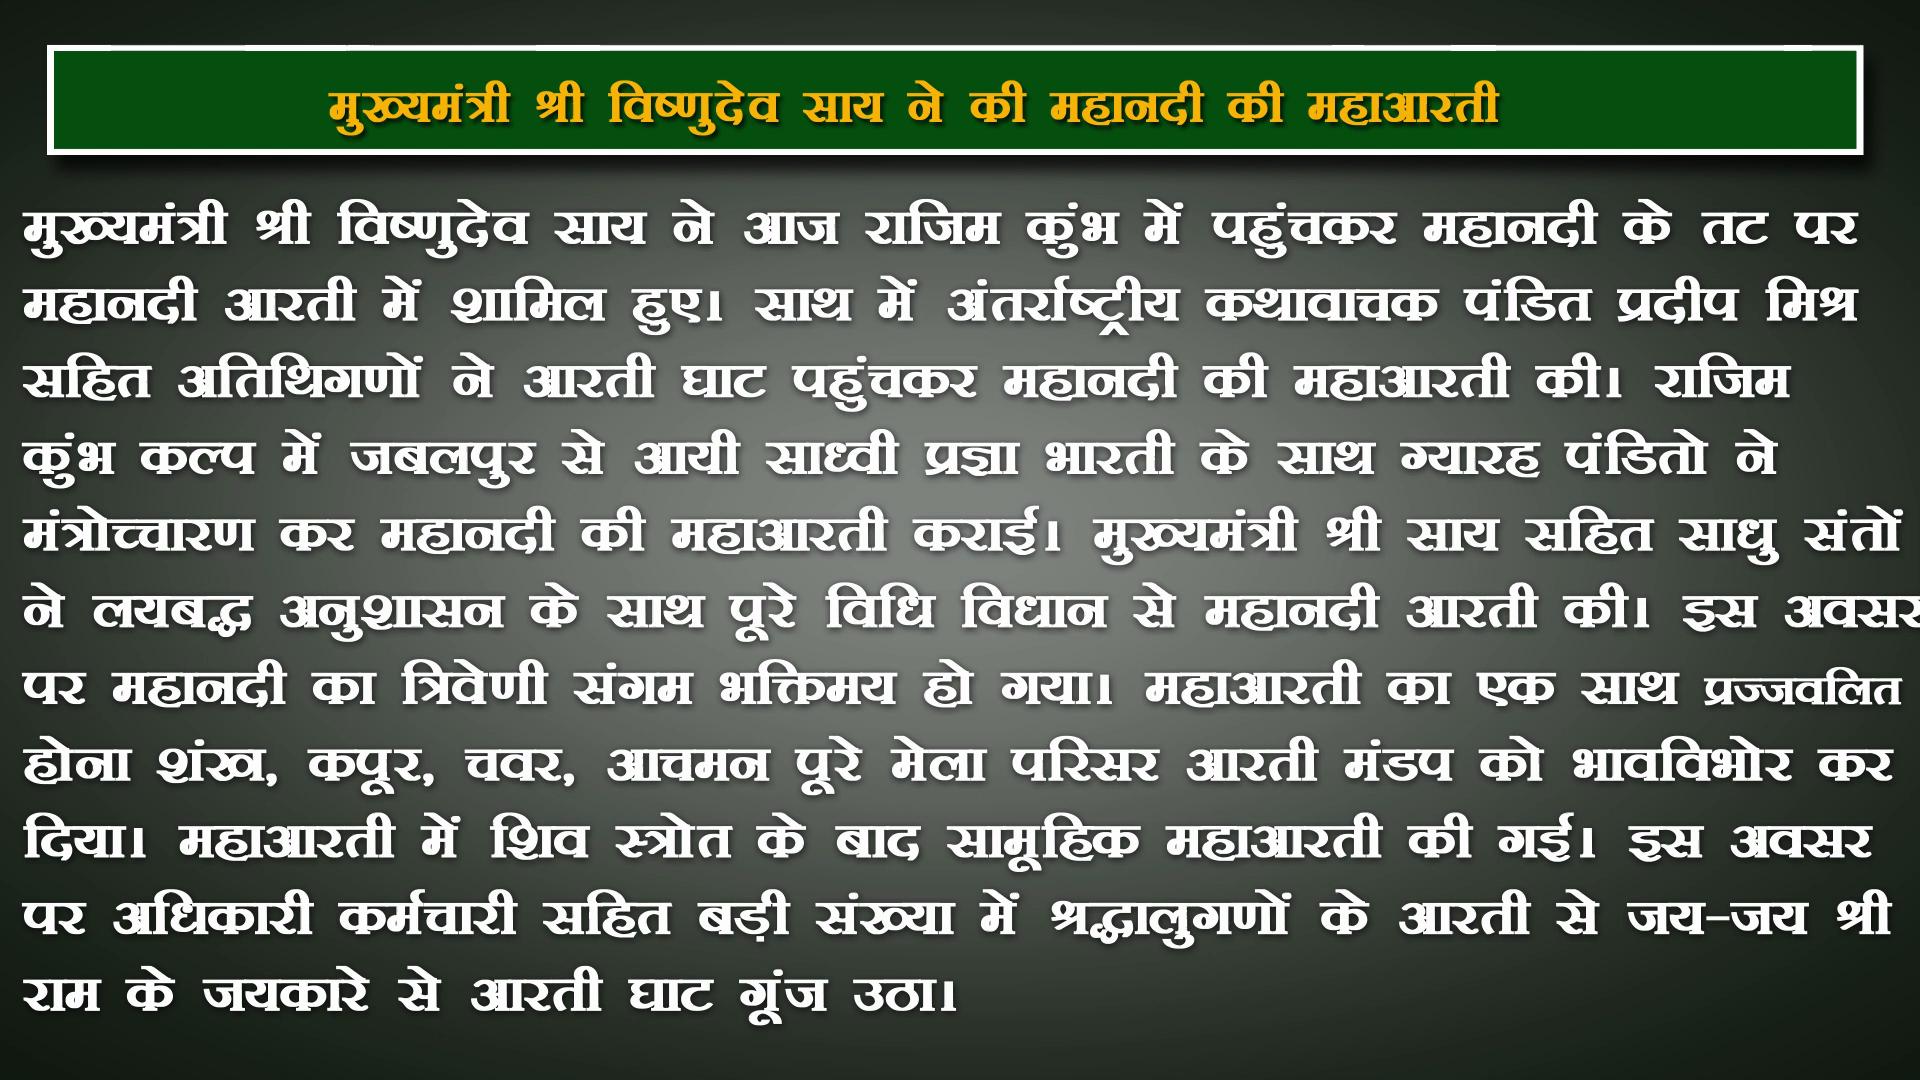 मुख्यमंत्री श्री विष्णुदेव साय ने की महानदी की महाआरती
मुख्यमंत्री श्री विष्णुदेव साय ने आज राजिम कुंभ में पहुंचकर महानदी के तट पर
महानदी आरती में शामिल हुए। साथ में अंतर्राष्ट्रीय कथावाचक पंडित प्रदीप मिश्र
सहित अतिथिगणों ने आरती घाट पहुंचकर महानदी की महाआरती की। राजिम
कुंभ कल्प में जबलपुर से आयी साध्वी प्रज्ञा भारती के साथ ग्यारह पंडितो ने
मंत्रोच्चारण कर महानदी की महाआरती कराई। मुख्यमंत्री श्री साय सहित साधु संतों
ने लयबद्ध अनुशासन के साथ पूरे विधि विधान से महानदी आरती की। इस अवसर
पर महानदी का त्रिवेणी संगम भक्तिमय हो गया। महाआरती का एक साथ प्रज्जवलित
होना शंख, कपूर, चवर, आचमन पूरे मेला परिसर आरती मंडप को भावविभोर कर
दिया। महाआरती में शिव स्त्रोत के बाद सामूहिक महाआरती की गई। इस अवसर
पर अधिकारी कर्मचारी सहित बड़ी संख्या में श्रद्धालुगणों के आरती से जय-जय श्री
राम के जयकारे से आरती घाट गूंज उठा।